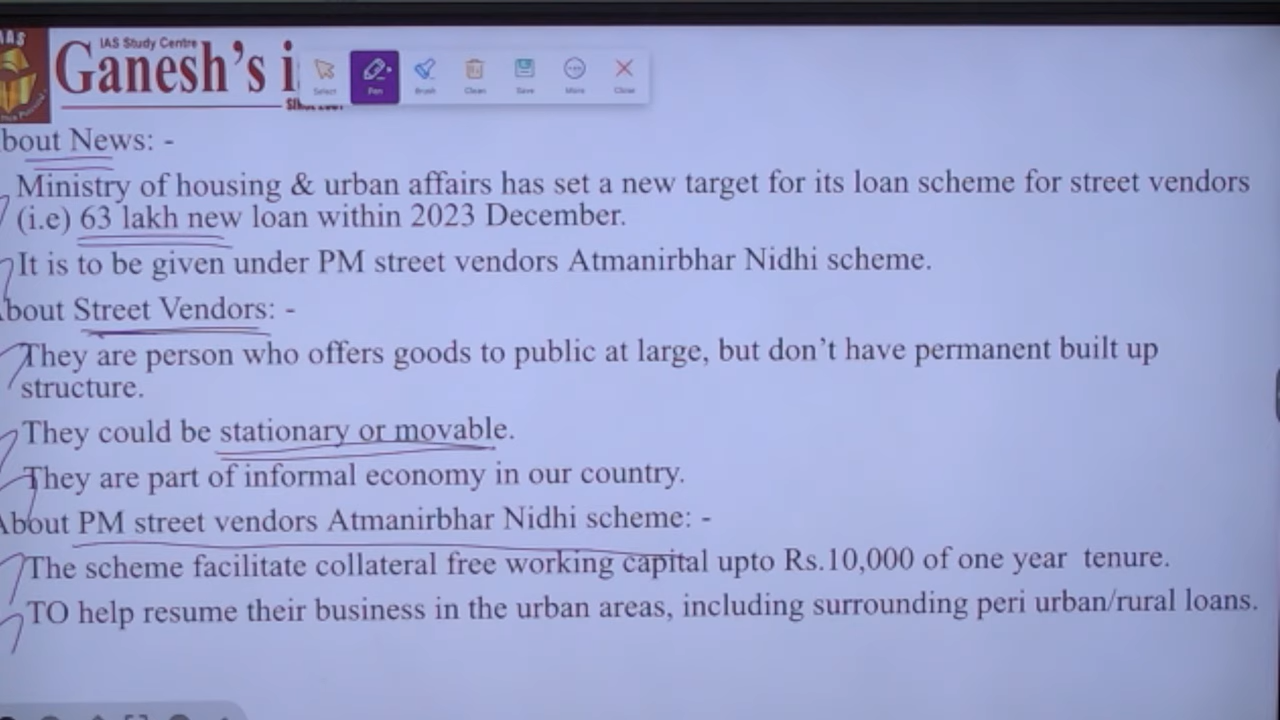 IAS
IAS Study Centre
Ganesh's i
Select Pen Brush Clean Save More Close
bout News: -
Ministry of housing & urban affairs has set a new target for its loan scheme for street vendors
(i.e) 63 lakh new loan within 2023 December.
It is to be given under PM street vendors Atmanirbhar Nidhi scheme.
bout Street Vendors: -
They are person who offers goods to public at large, but don't have permanent built up
structure.
They could be stationary or movable.
They are part of informal economy in our country.
About PM street vendors Atmanirbhar Nidhi scheme: -
The scheme facilitate collateral free working capital upto Rs.10,000 of one year tenure.
TO help resume their business in the urban areas, including surrounding peri urban/rural loans.